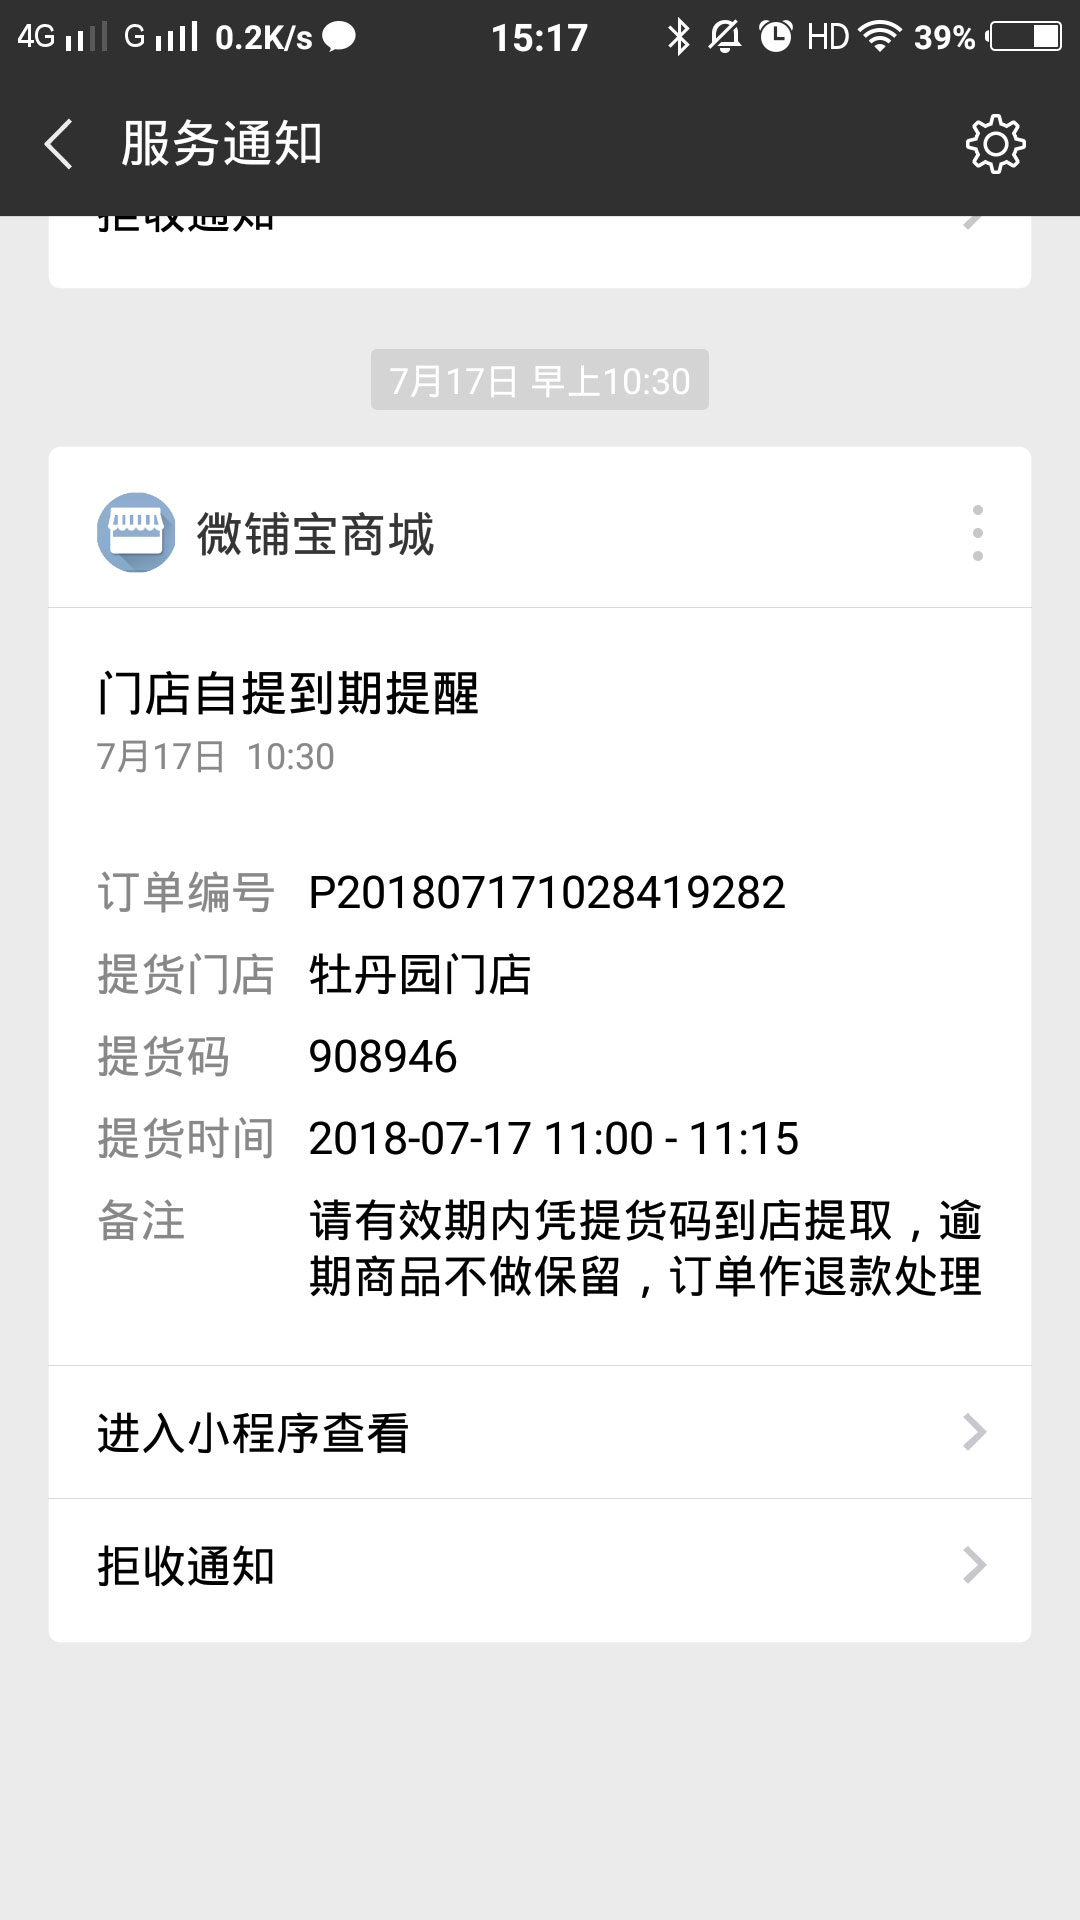 4G G 0.2K/s 15:17 HD 39%
服务通知
拒收通知
7月17日 早上10:30
微铺宝商城
门店自提到期提醒
7月17日 10:30
订单编号 P201807171028419282
提货门店 牡丹园门店
提货码 908946
提货时间 2018-07-17 11:00 - 11:15
备注 请有效期内凭提货码到店提取，逾
期商品不做保留，订单作退款处理
进入小程序查看
拒收通知